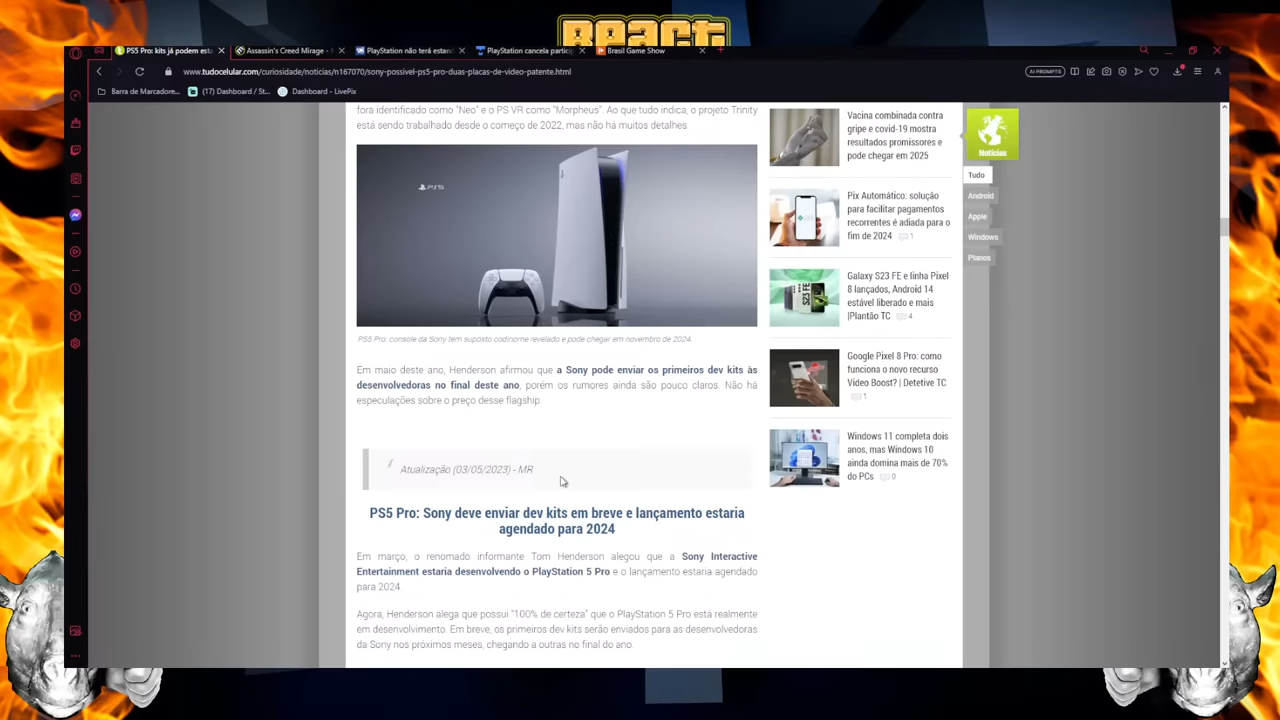 React
PS5 Pro: kits já podem esta
Assassin's Creed Mirage -
PlayStation não terá estand
PlayStation cancela partici
Brasil Game Show
www.tudocelular.com/curiosidade/noticias/n167070/sony-possivel-ps5-pro-duas-placas-de-video-patente.html
AI PROMPTS
Barra de Marcadore...
(17) Dashboard / St...
Dashboard - LivePix
fora identificado como "Neo" e o PS VR como "Morpheus". Ao que tudo indica, o projeto Trinity
está sendo trabalhado desde o começo de 2022, mas não há muitos detalhes
PS5
PS5 Pro: console da Sony tem suposto codinome revelado e pode chegar em novembro de 2024.
Em maio deste ano, Henderson afirmou que a Sony pode enviar os primeiros dev kits às
desenvolvedoras no final deste ano, porém os rumores ainda são pouco claros. Não há
especulações sobre o preço desse flagship.
Atualização (03/05/2023) - MR
PS5 Pro: Sony deve enviar dev kits em breve e lançamento estaria
agendado para 2024
Em março, o renomado informante Tom Henderson alegou que a Sony Interactive
Entertainment estaria desenvolvendo o PlayStation 5 Pro e o lançamento estaria agendado
para 2024.
Agora, Henderson alega que possui "100% de certeza" que o PlayStation 5 Pro está realmente
em desenvolvimento. Em breve, os primeiros dev kits serão enviados para as desenvolvedoras
da Sony nos próximos meses, chegando a outras no final do ano.
Vacina combinada contra
gripe e covid-19 mostra
resultados promissores e
pode chegar em 2025
Pix Automático: solução
para facilitar pagamentos
recorrentes é adiada para o
fim de 2024 1
Galaxy S23 FE e linha Pixel
8 lançados, Android 14
estável liberado e mais
|Plantão TC 4
S23 FE
Google Pixel 8 Pro: como
funciona o novo recurso
Video Boost? | Detetive TC
1
Windows 11 completa dois
anos, mas Windows 10
ainda domina mais de 70%
do PCs 0
Notícias
Tudo
Android
Apple
Windows
Planos